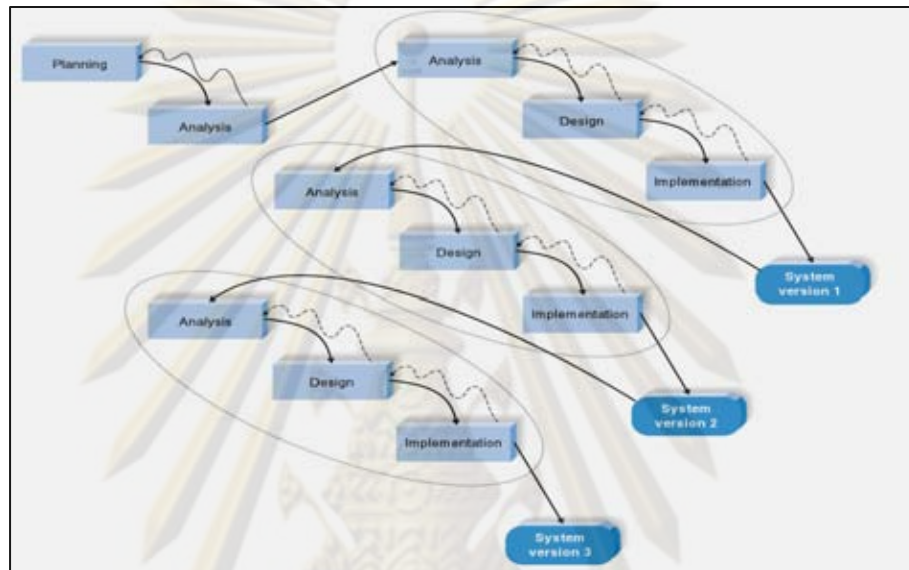 Planning
Analysis
Analysis
Design
Implementation
System
version 1
Analysis
Design
Implementation
System
version 2
Analysis
Design
Implementation
System
version 3